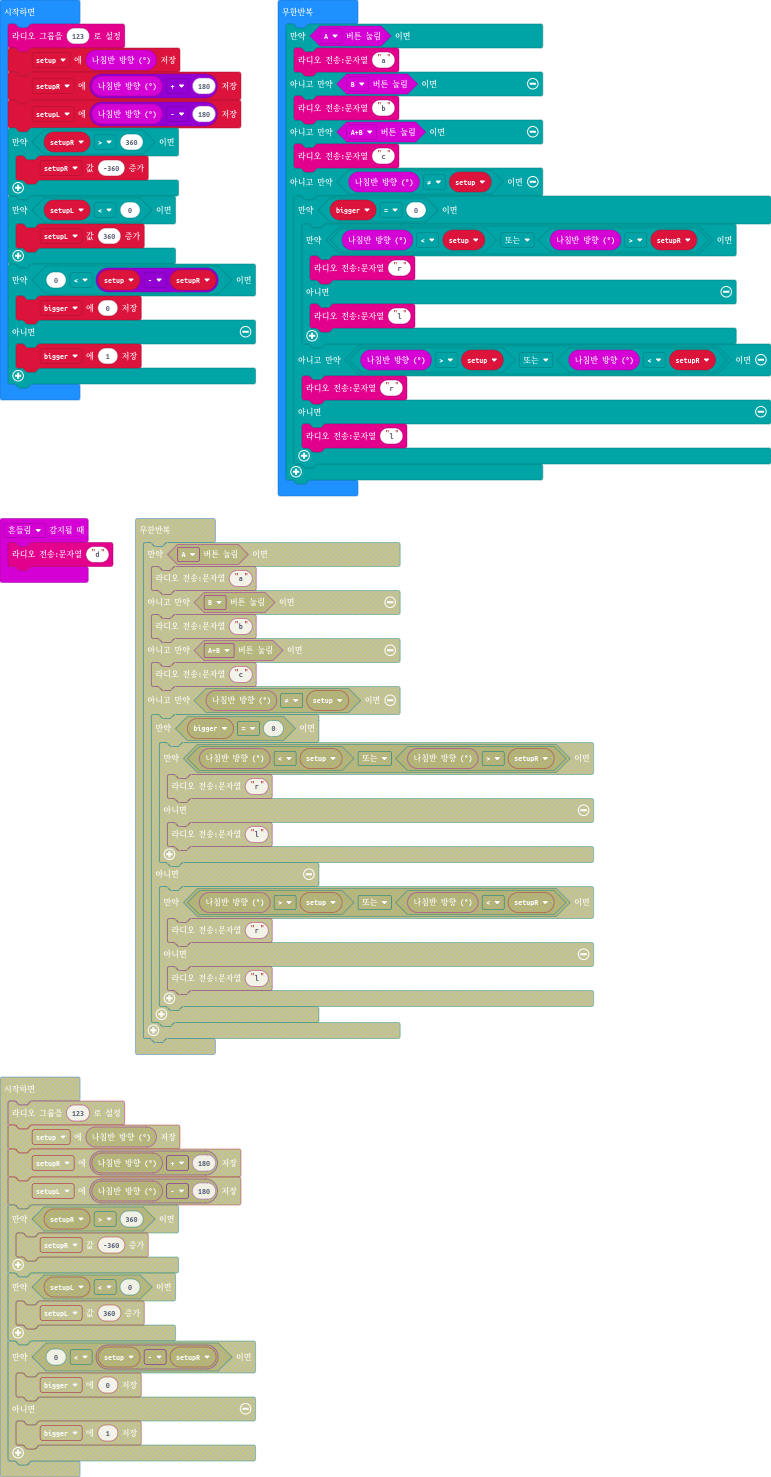 시작하면
라디오 그룹을 123 로 설정
setup 에 나침반 방향 (°) 저장
setupR 에 나침반 방향 (°) + 180 저장
setupL 에 나침반 방향 (°) - 180 저장
만약 setupR > 360 이면
setupR 값 -360 증가
만약 setupL < 0 이면
setupL 값 360 증가
만약 0 < setup - setupR 이면
bigger 에 0 저장
아니면
bigger 에 1 저장
무한반복
만약 A 버튼 눌림 이면
라디오 전송:문자열 "a"
아니고 만약 B 버튼 눌림 이면
라디오 전송:문자열 "b"
아니고 만약 A+B 버튼 눌림 이면
라디오 전송:문자열 "c"
아니고 만약 나침반 방향 (°) ≠ setup 이면
만약 bigger = 0 이면
만약 나침반 방향 (°) < setup 또는 나침반 방향 (°) > setupR 이면
라디오 전송:문자열 "r"
아니면
라디오 전송:문자열 "l"
아니고 만약 나침반 방향 (°) > setup 또는 나침반 방향 (°) < setupR 이면
라디오 전송:문자열 "r"
아니면
라디오 전송:문자열 "l"
흔들림 감지될 때
라디오 전송:문자열 "d"
무한반복
만약 A 버튼 눌림 이면
라디오 전송:문자열 "a"
아니고 만약 B 버튼 눌림 이면
라디오 전송:문자열 "b"
아니고 만약 A+B 버튼 눌림 이면
라디오 전송:문자열 "c"
아니고 만약 나침반 방향 (°) ≠ setup 이면
만약 bigger = 0 이면
만약 나침반 방향 (°) < setup 또는 나침반 방향 (°) > setupR 이면
라디오 전송:문자열 "r"
아니면
라디오 전송:문자열 "l"
아니면
만약 나침반 방향 (°) > setup 또는 나침반 방향 (°) < setupR 이면
라디오 전송:문자열 "r"
아니면
라디오 전송:문자열 "l"
시작하면
라디오 그룹을 123 로 설정
setup 에 나침반 방향 (°) 저장
setupR 에 나침반 방향 (°) + 180 저장
setupL 에 나침반 방향 (°) - 180 저장
만약 setupR > 360 이면
setupR 값 -360 증가
만약 setupL < 0 이면
setupL 값 360 증가
만약 0 < setup - setupR 이면
bigger 에 0 저장
아니면
bigger 에 1 저장